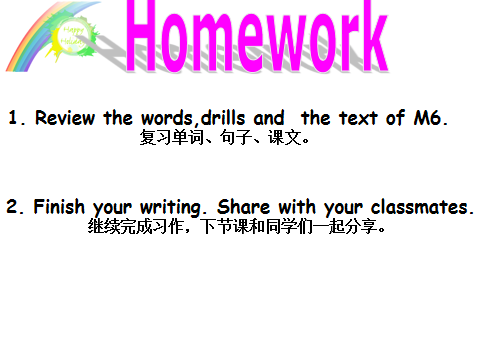 Homework
1. Review the words,drills and the text of M6.
复习单词、句子、课文。
2. Finish your writing. Share with your classmates.
继续完成习作，下节课和同学们一起分享。